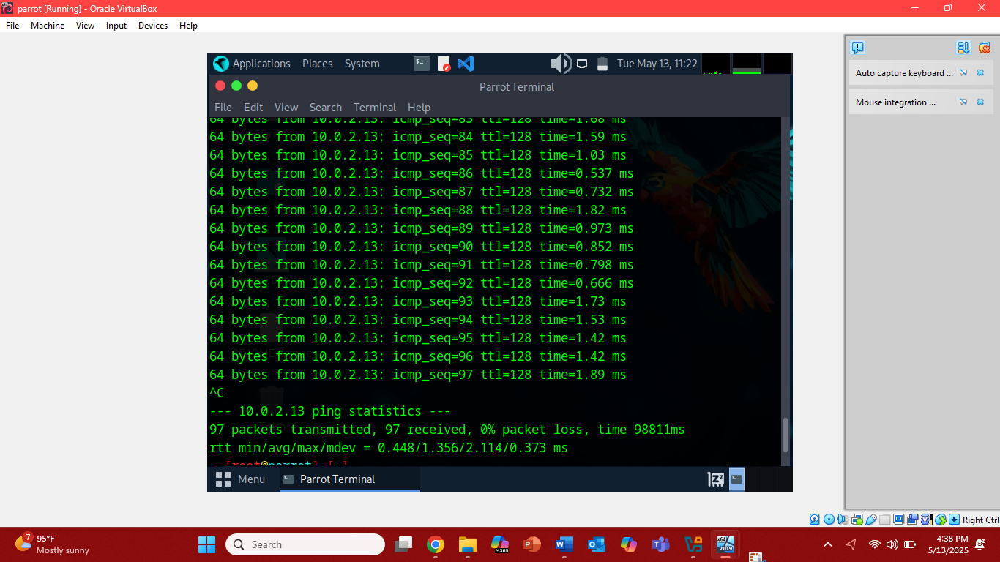 parrot [Running] - Oracle VirtualBox
File Machine View Input Devices Help
Applications Places System Tue May 13, 11:22
Parrot Terminal
File Edit View Search Terminal Help
64 bytes from 10.0.2.13: icmp_seq=83 ttl=128 time=1.68 ms
64 bytes from 10.0.2.13: icmp_seq=84 ttl=128 time=1.59 ms
64 bytes from 10.0.2.13: icmp_seq=85 ttl=128 time=1.03 ms
64 bytes from 10.0.2.13: icmp_seq=86 ttl=128 time=0.537 ms
64 bytes from 10.0.2.13: icmp_seq=87 ttl=128 time=0.732 ms
64 bytes from 10.0.2.13: icmp_seq=88 ttl=128 time=1.82 ms
64 bytes from 10.0.2.13: icmp_seq=89 ttl=128 time=0.973 ms
64 bytes from 10.0.2.13: icmp_seq=90 ttl=128 time=0.852 ms
64 bytes from 10.0.2.13: icmp_seq=91 ttl=128 time=0.798 ms
64 bytes from 10.0.2.13: icmp_seq=92 ttl=128 time=0.666 ms
64 bytes from 10.0.2.13: icmp_seq=93 ttl=128 time=1.73 ms
64 bytes from 10.0.2.13: icmp_seq=94 ttl=128 time=1.53 ms
64 bytes from 10.0.2.13: icmp_seq=95 ttl=128 time=1.42 ms
64 bytes from 10.0.2.13: icmp_seq=96 ttl=128 time=1.42 ms
64 bytes from 10.0.2.13: icmp_seq=97 ttl=128 time=1.89 ms
^C
--- 10.0.2.13 ping statistics ---
97 packets transmitted, 97 received, 0% packet loss, time 98811ms
rtt min/avg/max/mdev = 0.448/1.356/2.114/0.373 ms
[root@parrot]
Menu Parrot Terminal
Auto capture keyboard ...
Mouse integration ...
Right Ctrl
7
95°F
Mostly sunny
Search
M365
x64
2019
4:38 PM
5/13/2025